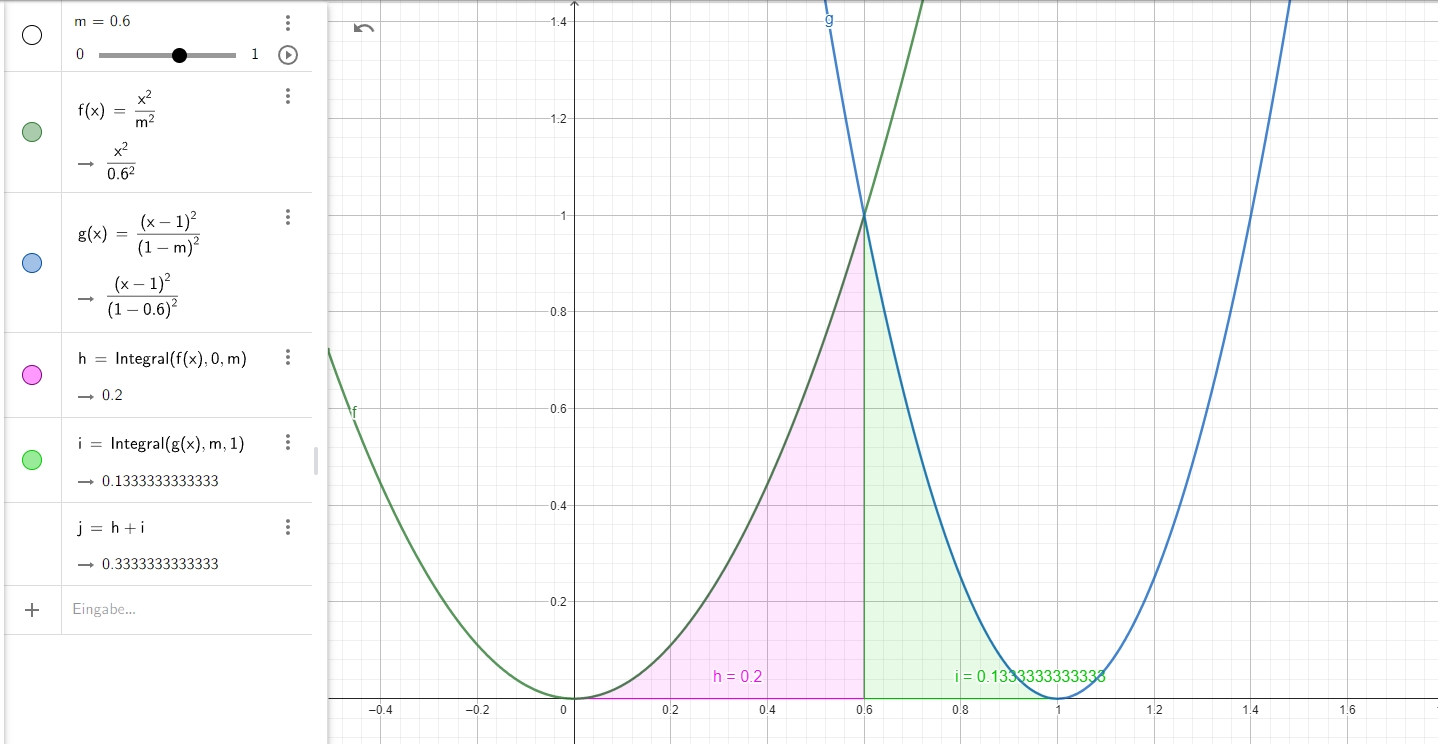 m = 0.6
0 1
f(x) = x²/m²
→ x²/0.6²
g(x) = (x − 1)²/(1 − m)²
→ (x − 1)²/(1 − 0.6)²
h = Integral(f(x), 0, m)
→ 0.2
i = Integral(g(x), m, 1)
→ 0.1333333333333
j = h + i
→ 0.3333333333333
+ Eingabe...
g
1.4
1.2
1
0.8
0.6
f
0.4
0.2
h = 0.2 i = 0.1333333333333
−0.4 −0.2 0 0.2 0.4 0.6 0.8 1 1.2 1.4 1.6